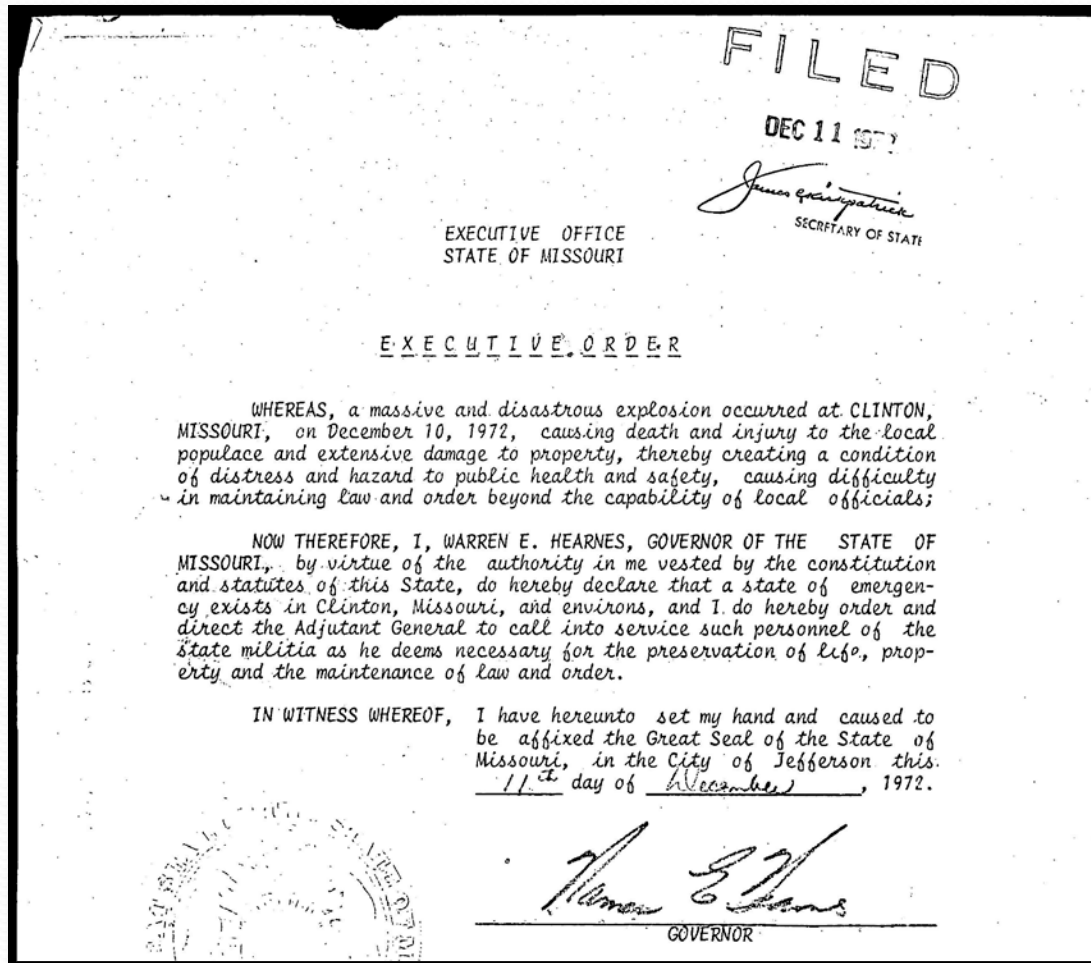 FILED
DEC 11 197
James C Kirkpatrick
SECRETARY OF STATE
EXECUTIVE OFFICE
STATE OF MISSOURI
EXECUTIVE ORDER
WHEREAS, a massive and disastrous explosion occurred at CLINTON,
MISSOURI, on December 10, 1972, causing death and injury to the local
populace and extensive damage to property, thereby creating a condition
of distress and hazard to public health and safety, causing difficulty
in maintaining law and order beyond the capability of local officials;
NOW THEREFORE, I, WARREN E. HEARNES, GOVERNOR OF THE STATE OF
MISSOURI, by virtue of the authority in me vested by the constitution
and statutes of this State, do hereby declare that a state of emergen-
cy exists in Clinton, Missouri, and environs, and I do hereby order and
direct the Adjutant General to call into service such personnel of the
state militia as he deems necessary for the preservation of life, prop-
erty and the maintenance of law and order.
IN WITNESS WHEREOF, I have hereunto set my hand and caused to
be affixed the Great Seal of the State of
Missouri, in the City of Jefferson this
11th day of December, 1972.
Warren E Hearnes
GOVERNOR